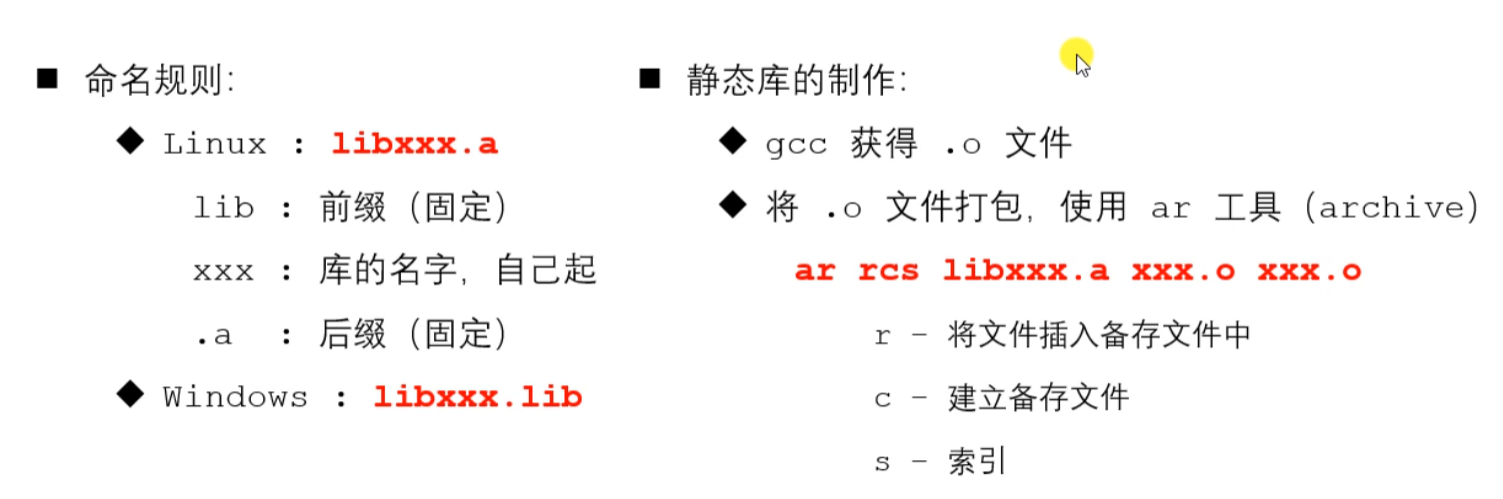 ■ 命名规则:
◆ Linux : libxxx.a
lib : 前缀 (固定)
xxx : 库的名字, 自己起
.a : 后缀 (固定)
◆ Windows : libxxx.lib
■ 静态库的制作:
◆ gcc 获得 .o 文件
◆ 将 .o 文件打包, 使用 ar 工具 (archive)
ar rcs libxxx.a xxx.o xxx.o
r - 将文件插入备存文件中
c - 建立备存文件
s - 索引